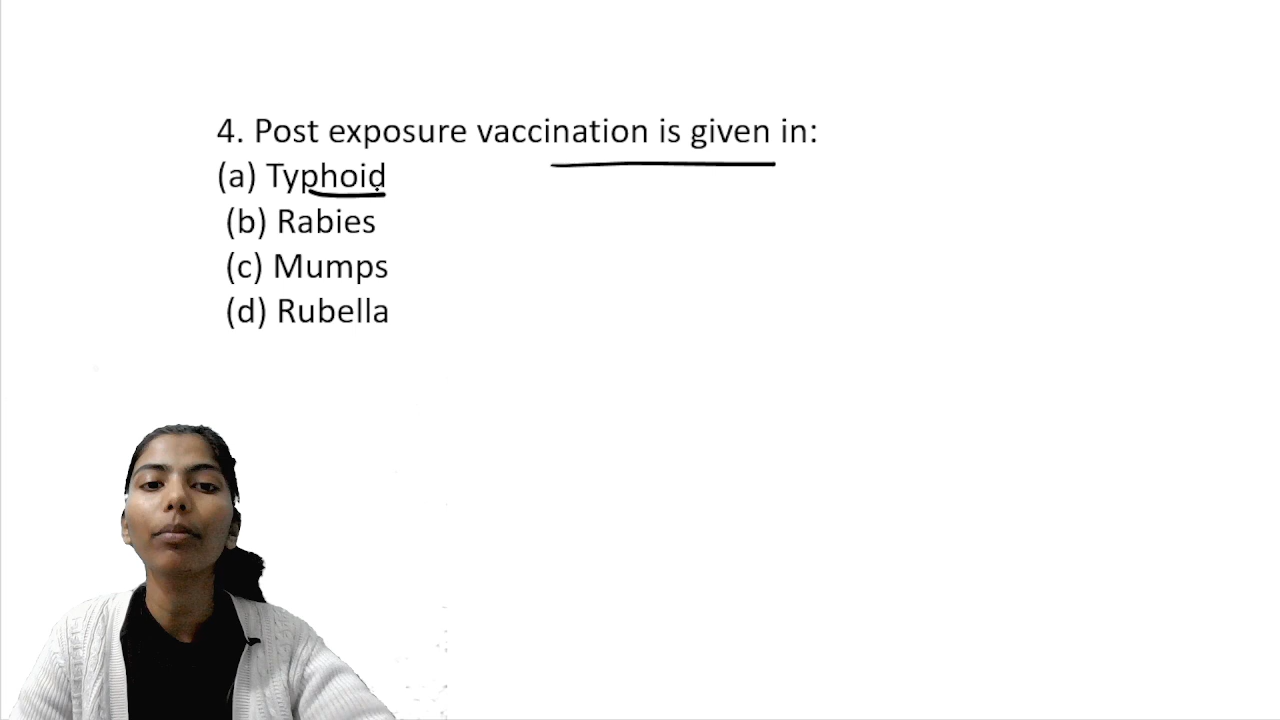 4. Post exposure vaccination is given in:
(a) Typhoid
(b) Rabies
(c) Mumps
(d) Rubella